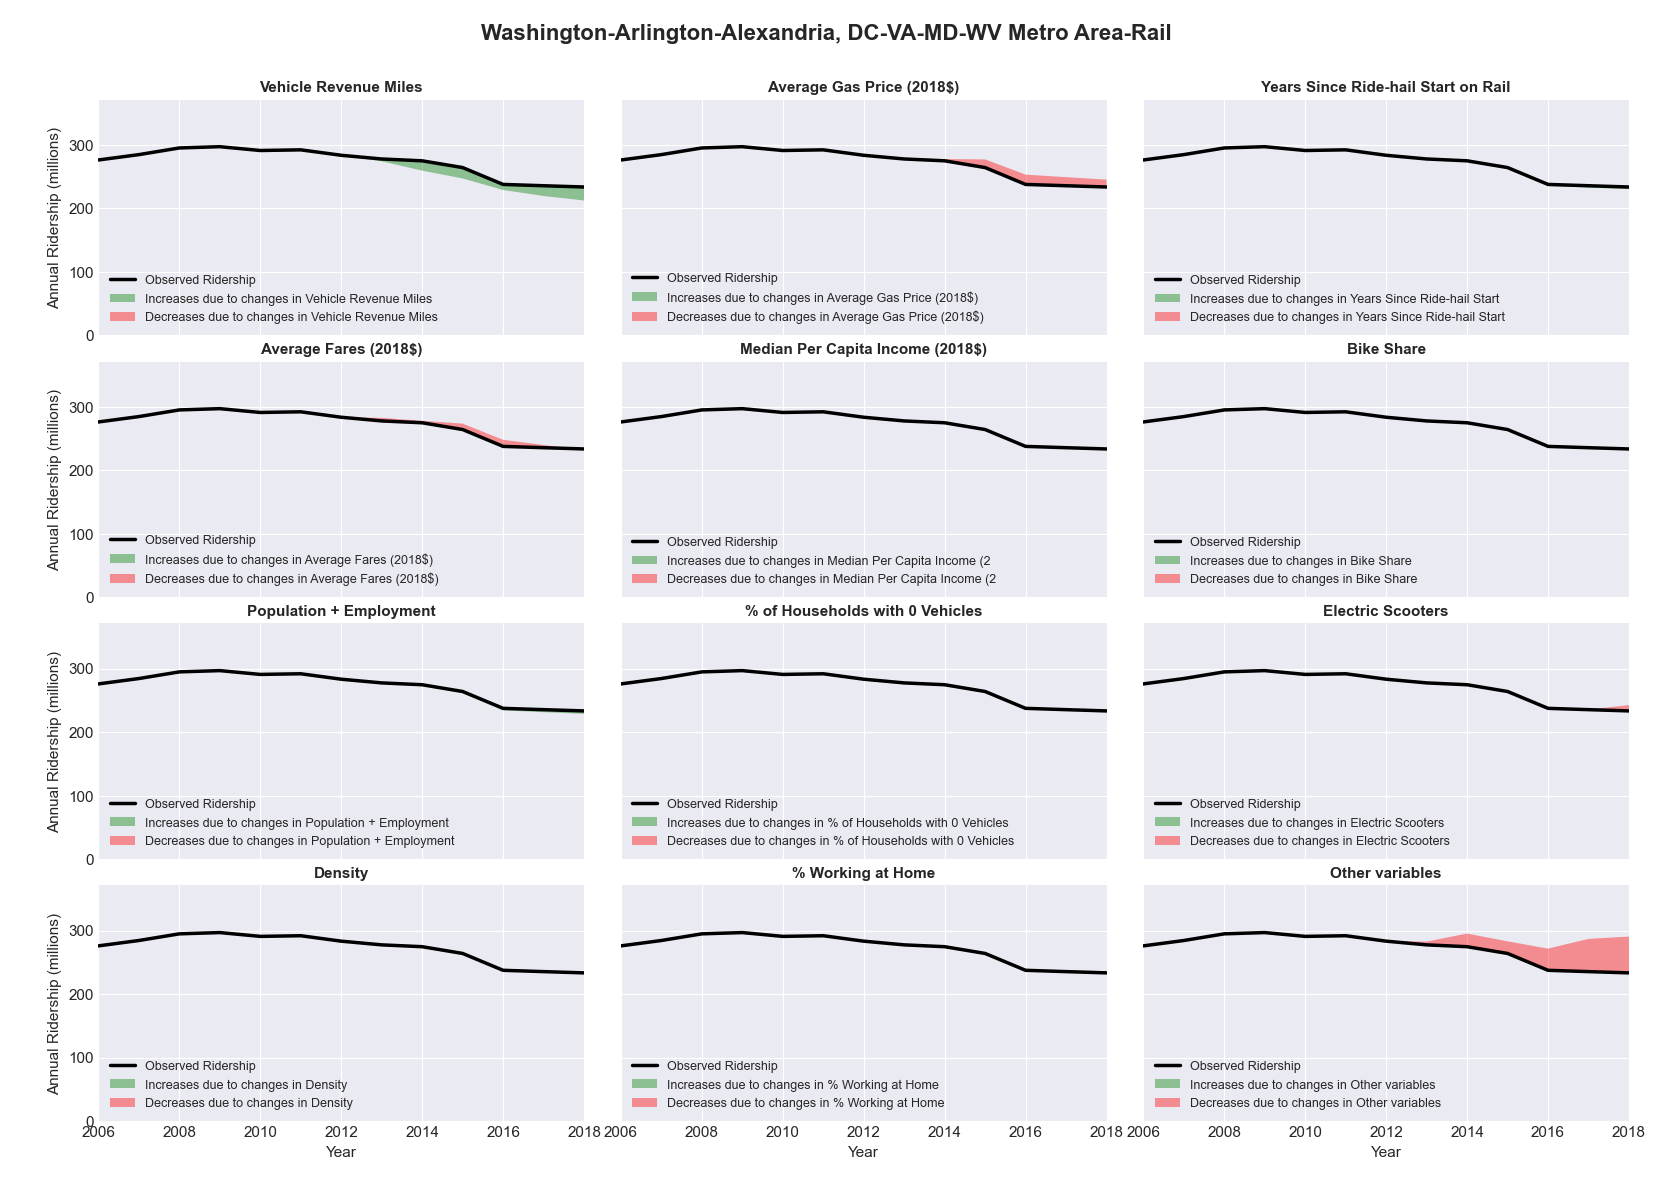 Washington-Arlington-Alexandria, DC-VA-MD-WV Metro Area-Rail
Vehicle Revenue Miles
Annual Ridership (millions)
300
200
100
0
Observed Ridership
Increases due to changes in Vehicle Revenue Miles
Decreases due to changes in Vehicle Revenue Miles
Average Gas Price (2018$)
Observed Ridership
Increases due to changes in Average Gas Price (2018$)
Decreases due to changes in Average Gas Price (2018$)
Years Since Ride-hail Start on Rail
Observed Ridership
Increases due to changes in Years Since Ride-hail Start
Decreases due to changes in Years Since Ride-hail Start
Average Fares (2018$)
Annual Ridership (millions)
300
200
100
0
Observed Ridership
Increases due to changes in Average Fares (2018$)
Decreases due to changes in Average Fares (2018$)
Median Per Capita Income (2018$)
Observed Ridership
Increases due to changes in Median Per Capita Income (2
Decreases due to changes in Median Per Capita Income (2
Bike Share
Observed Ridership
Increases due to changes in Bike Share
Decreases due to changes in Bike Share
Population + Employment
Annual Ridership (millions)
300
200
100
0
Observed Ridership
Increases due to changes in Population + Employment
Decreases due to changes in Population + Employment
% of Households with 0 Vehicles
Observed Ridership
Increases due to changes in % of Households with 0 Vehicles
Decreases due to changes in % of Households with 0 Vehicles
Electric Scooters
Observed Ridership
Increases due to changes in Electric Scooters
Decreases due to changes in Electric Scooters
Density
Annual Ridership (millions)
300
200
100
0
Observed Ridership
Increases due to changes in Density
Decreases due to changes in Density
2006 2008 2010 2012 2014 2016 2018
Year
% Working at Home
Observed Ridership
Increases due to changes in % Working at Home
Decreases due to changes in % Working at Home
2006 2008 2010 2012 2014 2016 2018
Year
Other variables
Observed Ridership
Increases due to changes in Other variables
Decreases due to changes in Other variables
2006 2008 2010 2012 2014 2016 2018
Year